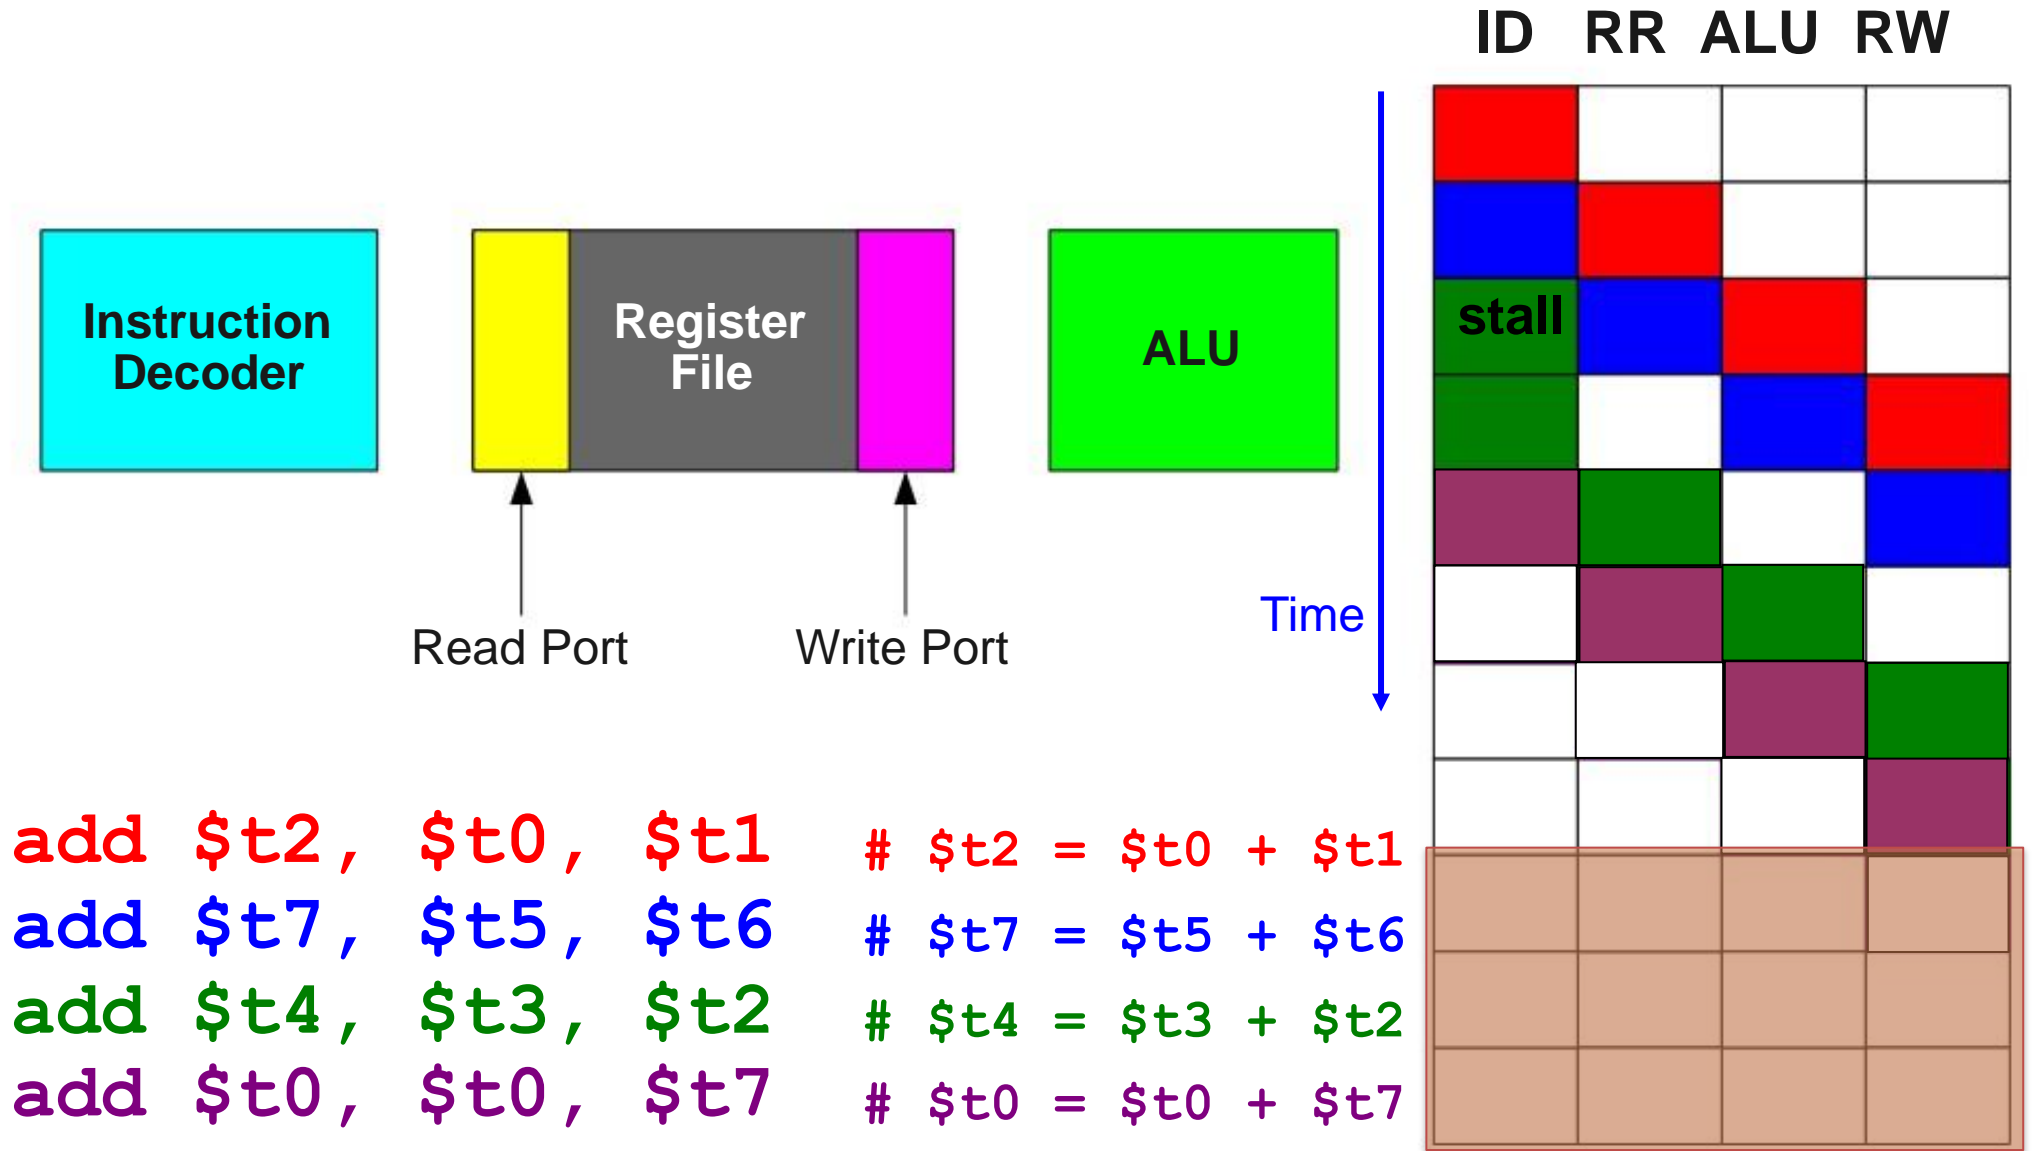 ID RR ALU RW
Instruction
Decoder
Register
File
ALU
stall
Read Port
Write Port
Time
add $t2, $t0, $t1 # $t2 = $t0 + $t1
add $t7, $t5, $t6 # $t7 = $t5 + $t6
add $t4, $t3, $t2 # $t4 = $t3 + $t2
add $t0, $t0, $t7 # $t0 = $t0 + $t7